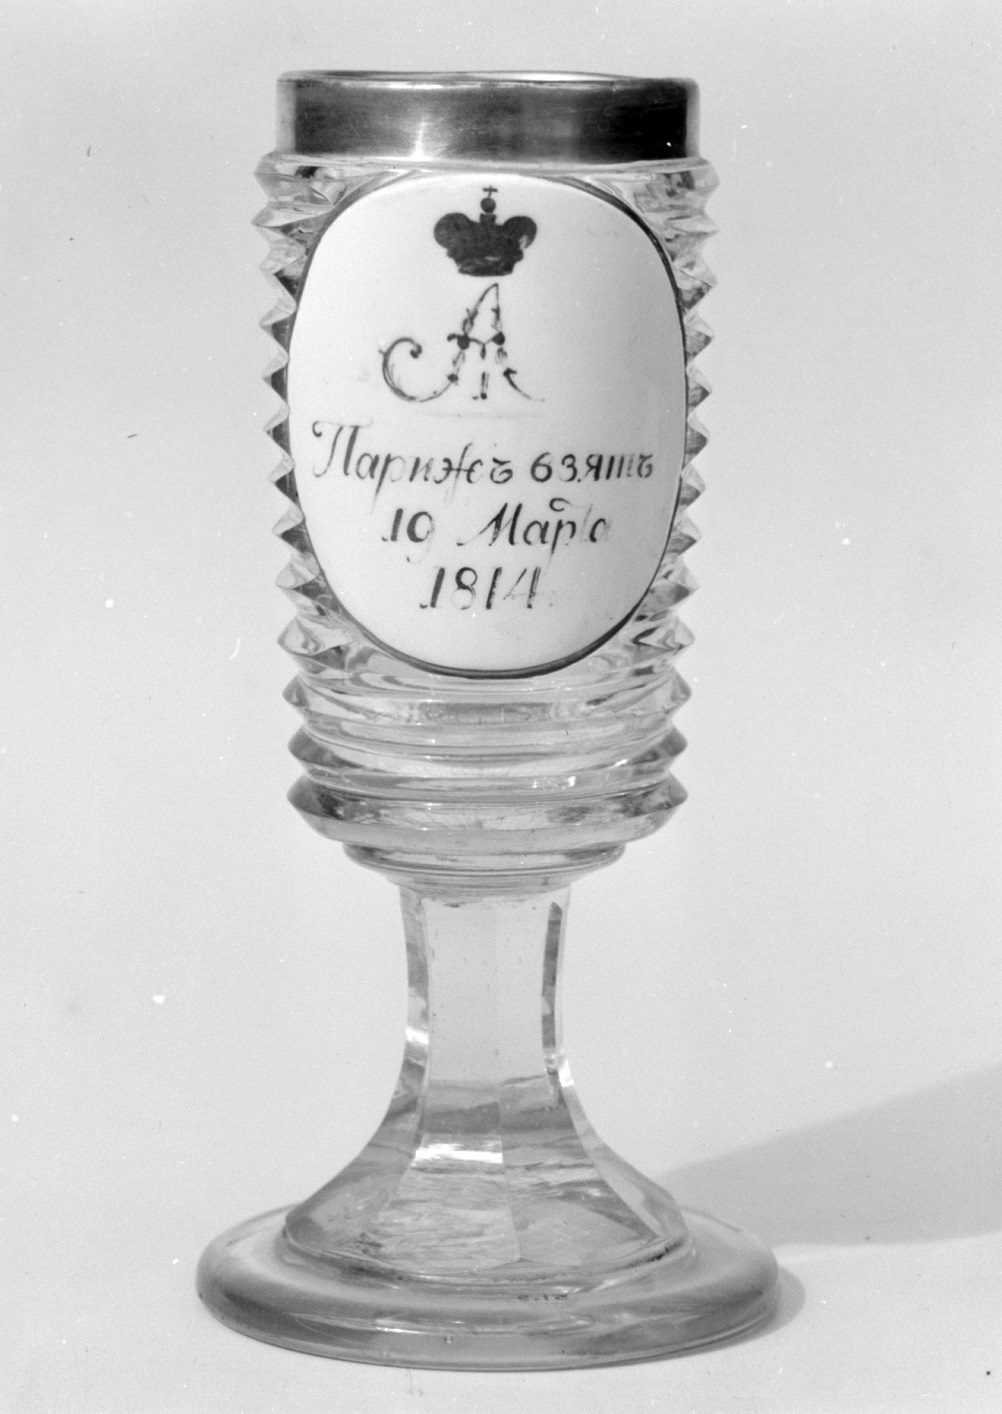 А
Парижъ взятъ
19 Марта
1814.